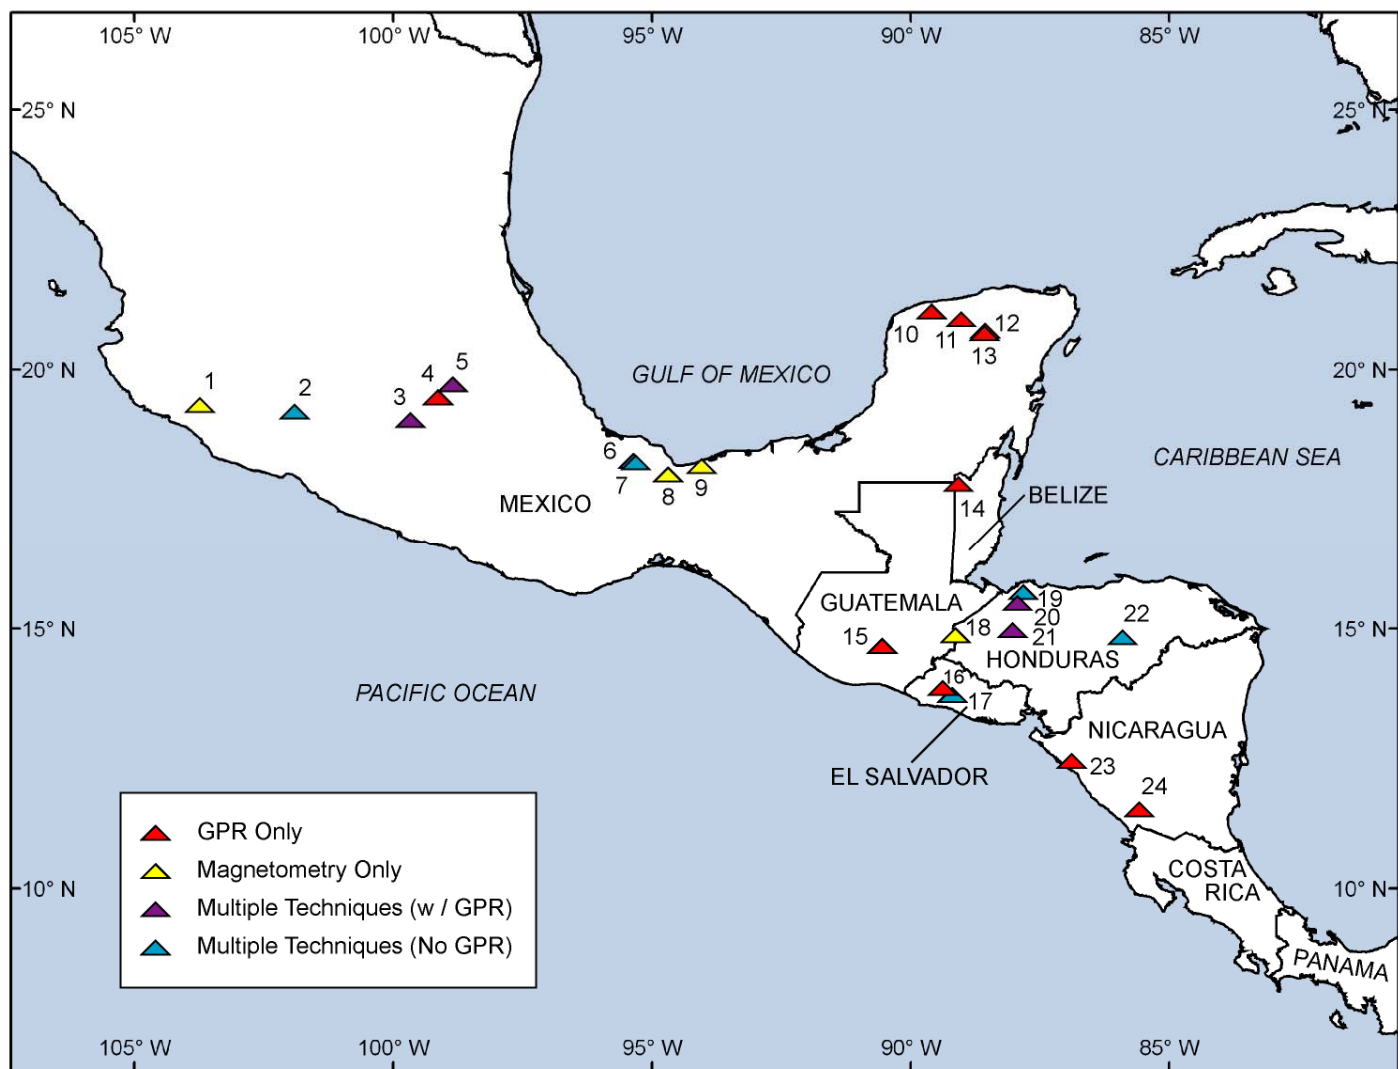 105° W 100° W 95° W 90° W 85° W
25° N 25° N
20° N 20° N
15° N 15° N
10° N 10° N
105° W 100° W 95° W 90° W 85° W
1
2
3
4
5
6
7
8
9
10
11
12
13
14
15
16
17
18
19
20
21
22
23
24
GULF OF MEXICO
CARIBBEAN SEA
MEXICO
BELIZE
GUATEMALA
HONDURAS
PACIFIC OCEAN
NICARAGUA
EL SALVADOR
COSTA
RICA
PANAMA
GPR Only
Magnetometry Only
Multiple Techniques (w / GPR)
Multiple Techniques (No GPR)